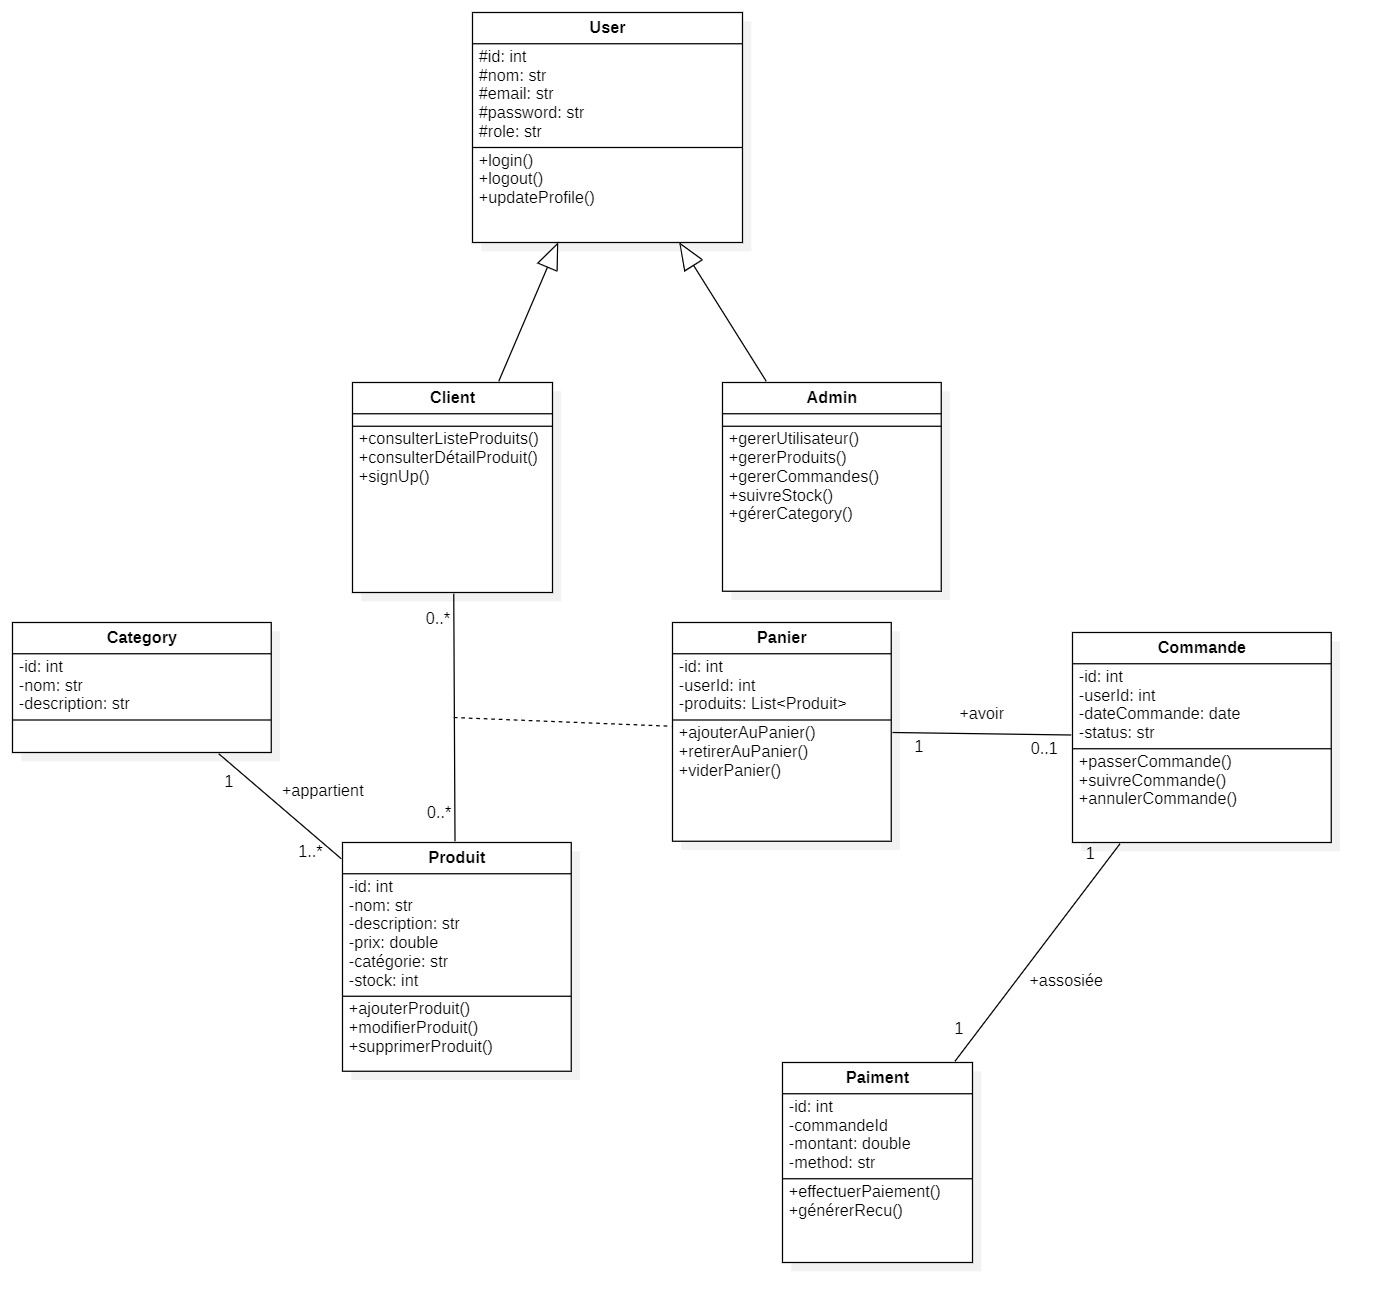 User
#id: int
#nom: str
#email: str
#password: str
#role: str
+login()
+logout()
+updateProfile()
Client
+consulterListeProduits()
+consulterDétailProduit()
+signUp()
Admin
+gererUtilisateur()
+gererProduits()
+gererCommandes()
+suivreStock()
+gérerCategory()
0..*
0..*
Category
-id: int
-nom: str
-description: str
1
+appartient
1..*
Panier
-id: int
-userId: int
-produits: List<Produit>
+ajouterAuPanier()
+retirerAuPanier()
+viderPanier()
+avoir
1
0..1
Commande
-id: int
-userId: int
-dateCommande: date
-status: str
+passerCommande()
+suivreCommande()
+annulerCommande()
Produit
-id: int
-nom: str
-description: str
-prix: double
-catégorie: str
-stock: int
+ajouterProduit()
+modifierProduit()
+supprimerProduit()
1
+assosiée
1
Paiment
-id: int
-commandeId
-montant: double
-method: str
+effectuerPaiement()
+générerRecu()